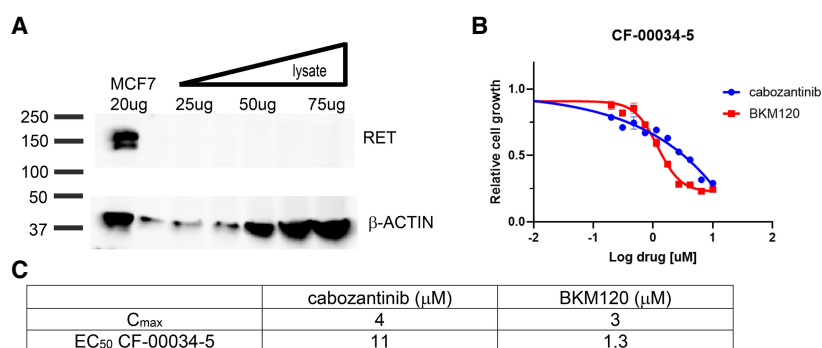 A
MCF7
20ug
lysate
25ug
50ug
75ug
250
150
100
50
37
RET
β-ACTIN
B
CF-00034-5
Relative cell growth
1.0
0.5
0.0
-2
-1
0
1
2
Log drug [uM]
cabozantinib
BKM120
C
cabozantinib (μM) BKM120 (μM)
Cmax 4 3
EC50 CF-00034-5 11 1.3